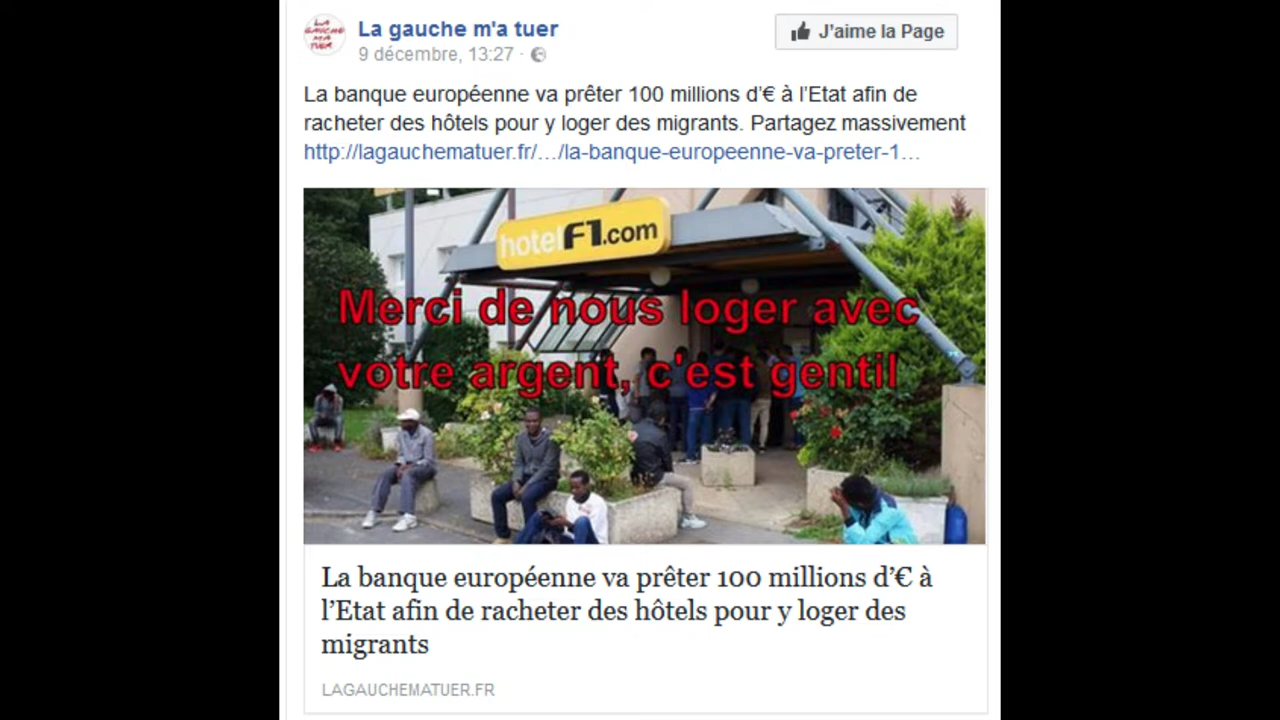 LA GAUCHE M'A TUER
La gauche m'a tuer
J'aime la Page
9 décembre, 13:27
La banque européenne va prêter 100 millions d’€ à l’Etat afin de
racheter des hôtels pour y loger des migrants. Partagez massivement
http://lagauchematuer.fr/…/la-banque-europeenne-va-preter-1…
hotelF1.com
Merci de nous loger avec
votre argent, c'est gentil
La banque européenne va prêter 100 millions d’€ à
l’Etat afin de racheter des hôtels pour y loger des
migrants
LAGAUCHEMATUER.FR